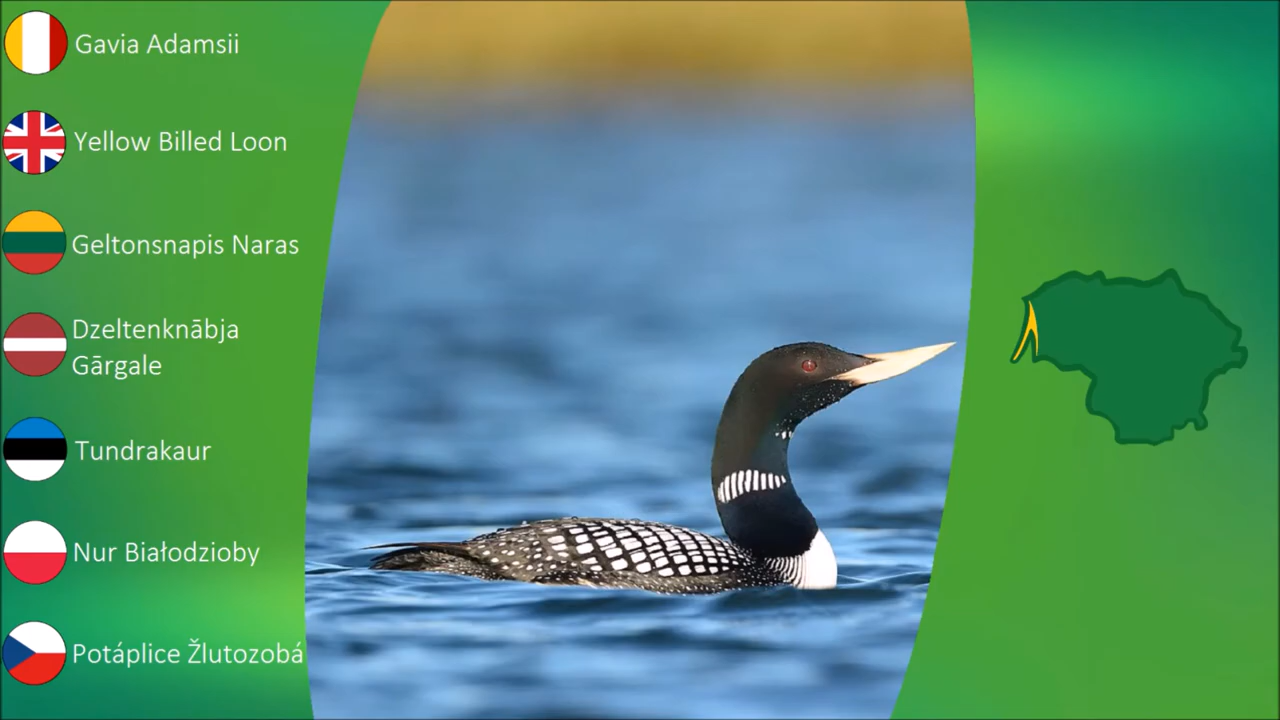 Gavia Adamsii
Yellow Billed Loon
Geltonsnapis Naras
Dzeltenknābja
Gārgale
Tundrakaur
Nur Białodzioby
Potáplice Žlutozobá